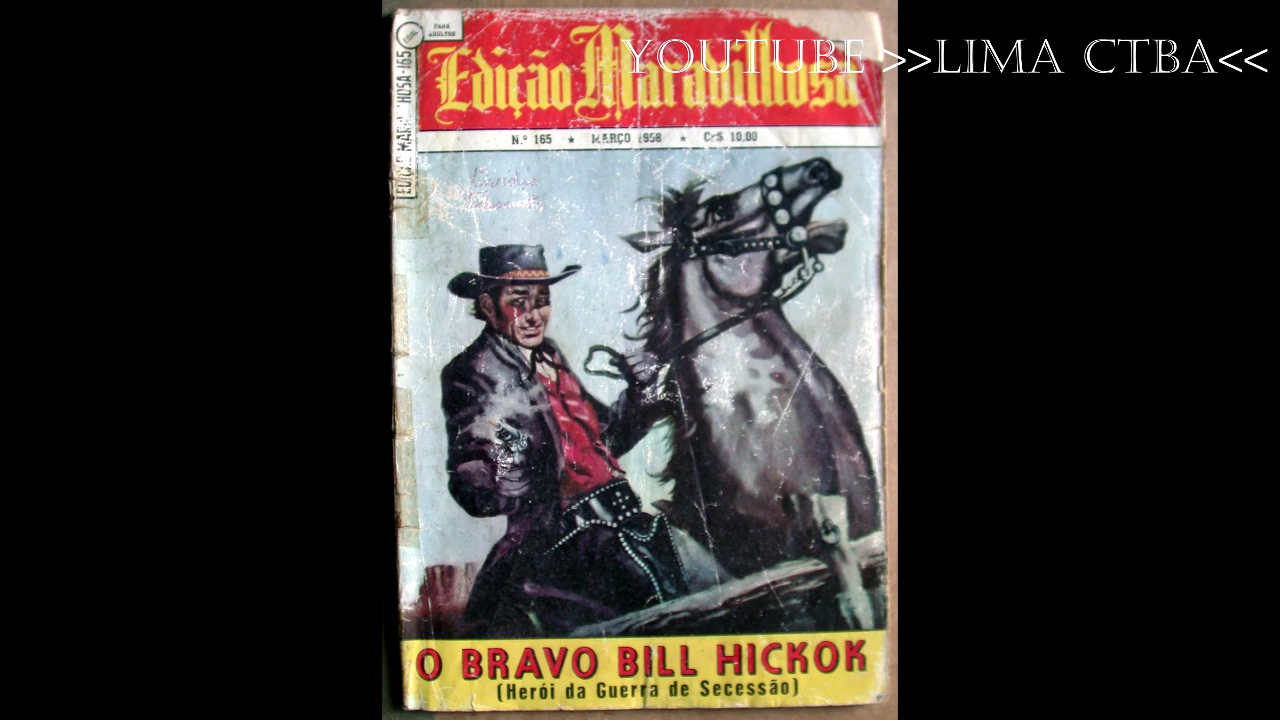 YOUTUBE >>LIMA CTBA<<
EBAL
PARA
ADULTOS
Edição Maravilhosa
N.º 165 ★ MARÇO 1958 ★ Cr$ 10,00
EDIÇÃO MARAVILHOSA-165
O BRAVO BILL HICKOK
(Herói da Guerra de Secessão)